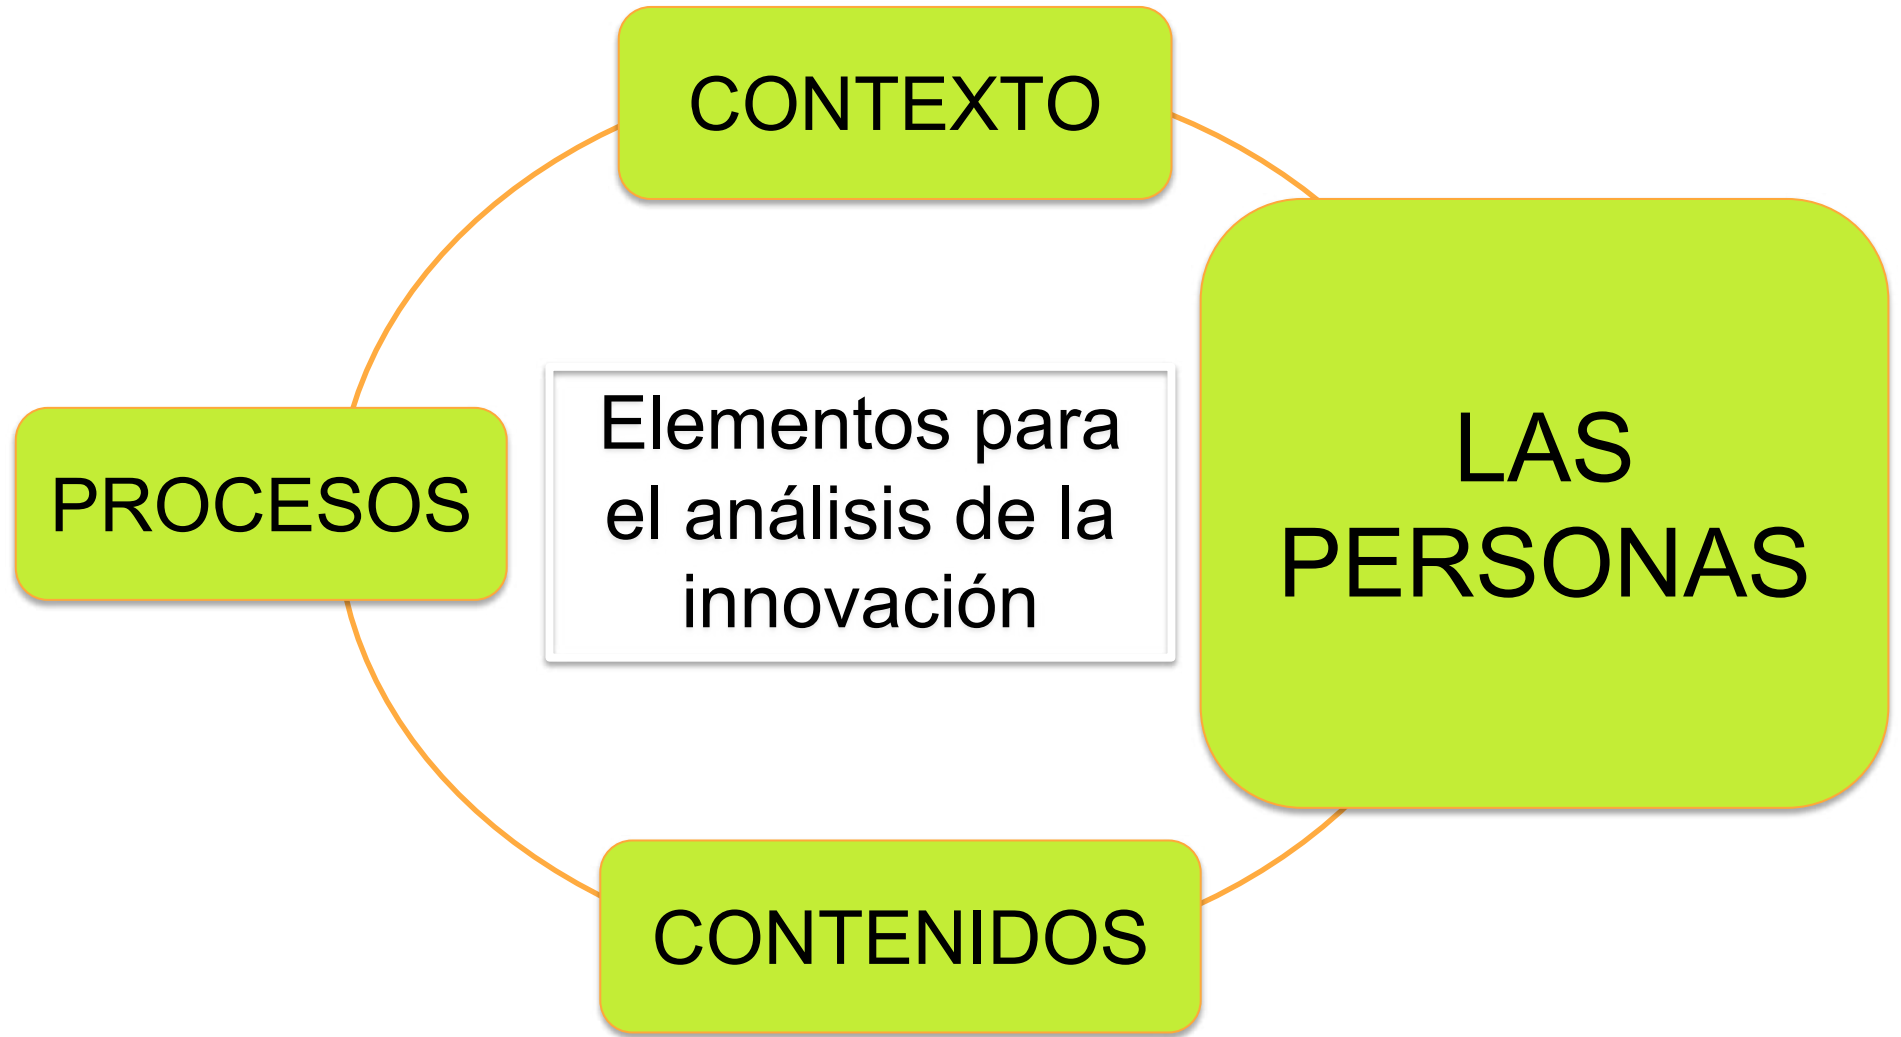 CONTEXTO
LAS
PERSONAS
CONTENIDOS
PROCESOS
Elementos para
el análisis de la
innovación